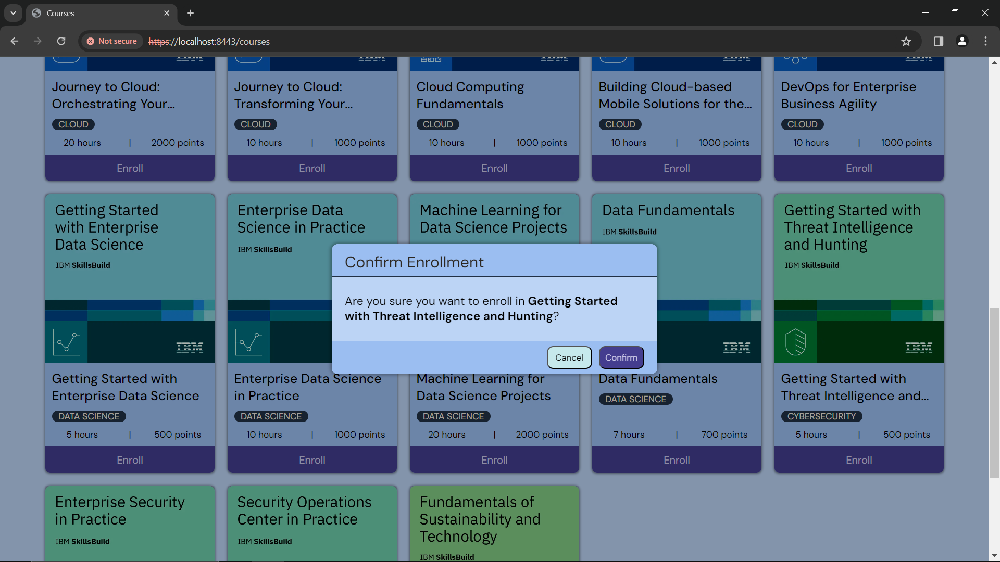 Courses
Not secure
https://localhost:8443/courses
IBM IBM IBM IBM IBM
Journey to Cloud:
Orchestrating Your...
CLOUD
20 hours | 2000 points
Enroll
Journey to Cloud:
Transforming Your...
CLOUD
10 hours | 1000 points
Enroll
Cloud Computing
Fundamentals
CLOUD
10 hours | 1000 points
Enroll
Building Cloud-based
Mobile Solutions for the...
CLOUD
10 hours | 1000 points
Enroll
DevOps for Enterprise
Business Agility
CLOUD
10 hours | 1000 points
Enroll
Getting Started
with Enterprise
Data Science
IBM SkillsBuild
IBM
Getting Started with
Enterprise Data Science
DATA SCIENCE
5 hours | 500 points
Enroll
Enterprise Data
Science in Practice
IBM SkillsBuild
Enterprise Data Science
in Practice
DATA SCIENCE
10 hours | 1000 points
Enroll
Machine Learning for
Data Science Projects
Machine Learning for
Data Science Projects
DATA SCIENCE
20 hours | 2000 points
Enroll
Data Fundamentals
IBM SkillsBuild
IBM
Data Fundamentals
DATA SCIENCE
7 hours | 700 points
Enroll
Getting Started with
Threat Intelligence
and Hunting
IBM SkillsBuild
IBM
Getting Started with
Threat Intelligence and...
CYBERSECURITY
5 hours | 500 points
Enroll
Confirm Enrollment
Are you sure you want to enroll in Getting Started
with Threat Intelligence and Hunting?
Cancel
Confirm
Enterprise Security
in Practice
IBM SkillsBuild
Security Operations
Center in Practice
IBM SkillsBuild
Fundamentals of
Sustainability and
Technology
IBM SkillsBuild